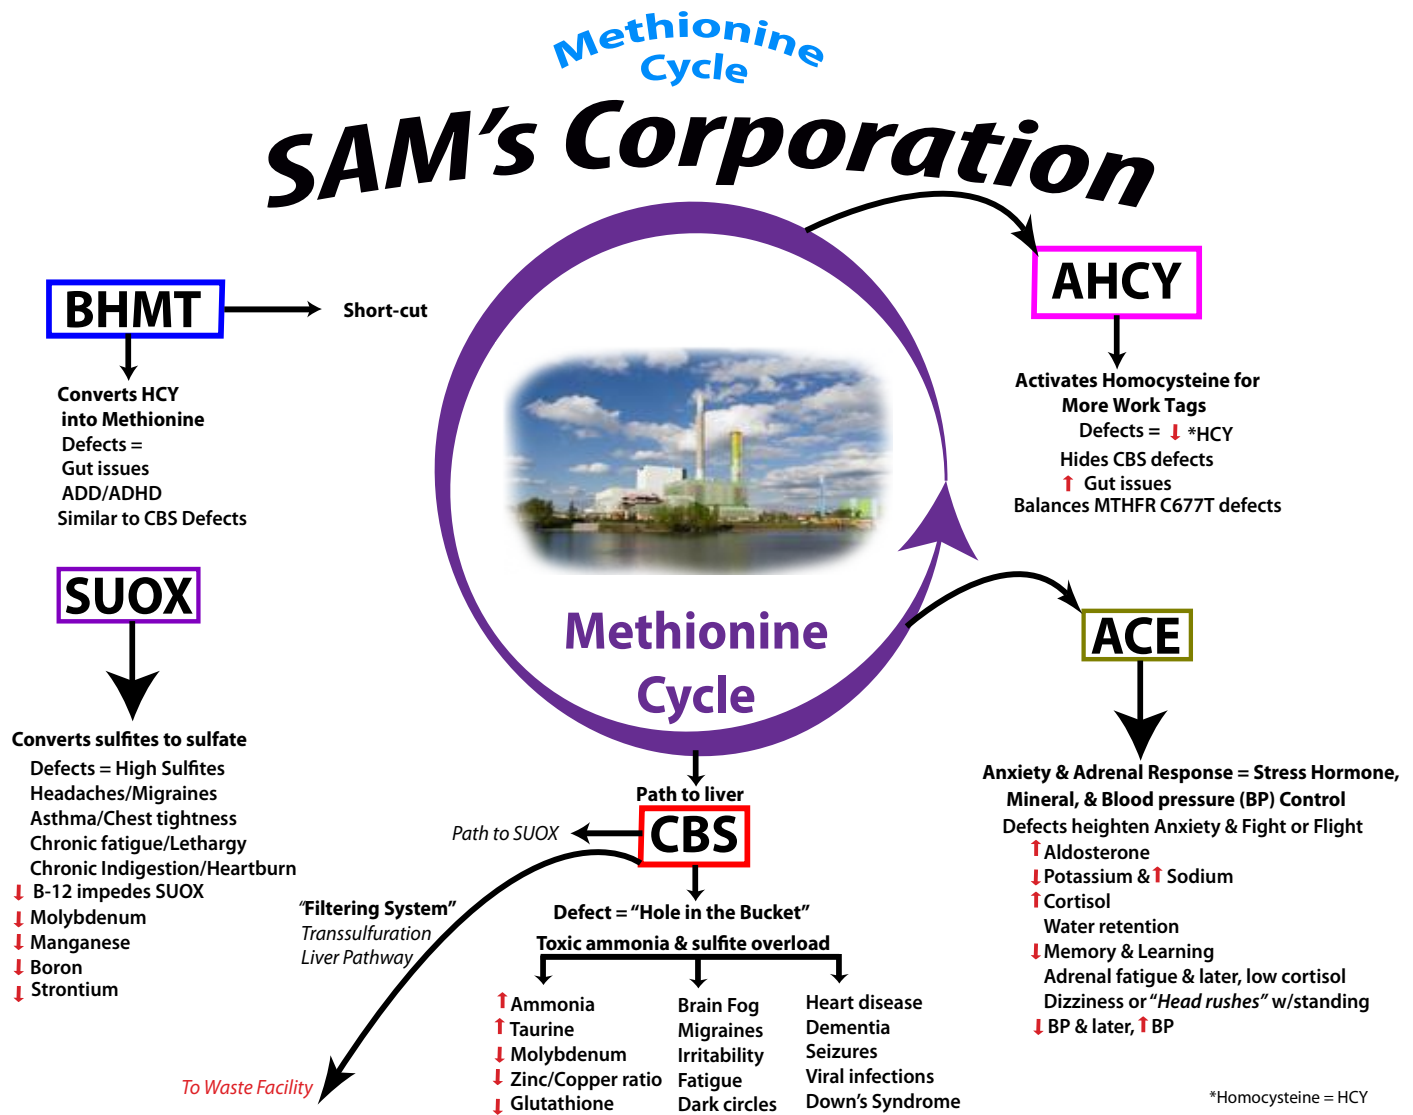 Methionine
Cycle
SAM's Corporation
BHMT
Short-cut
Converts HCY
into Methionine
Defects =
Gut issues
ADD/ADHD
Similar to CBS Defects
AHCY
Activates Homocysteine for
More Work Tags
Defects = ↓ *HCY
Hides CBS defects
↑ Gut issues
Balances MTHFR C677T defects
SUOX
Converts sulfites to sulfate
Defects = High Sulfites
Headaches/Migraines
Asthma/Chest tightness
Chronic fatigue/Lethargy
Chronic Indigestion/Heartburn
↓ B-12 impedes SUOX
↓ Molybdenum
↓ Manganese
↓ Boron
↓ Strontium
Methionine
Cycle
ACE
Anxiety & Adrenal Response = Stress Hormone,
Mineral, & Blood pressure (BP) Control
Defects heighten Anxiety & Fight or Flight
↑ Aldosterone
↓ Potassium & ↑ Sodium
↑ Cortisol
Water retention
↓ Memory & Learning
Adrenal fatigue & later, low cortisol
Dizziness or "Head rushes" w/standing
↓ BP & later, ↑ BP
Path to liver
CBS
Path to SUOX
"Filtering System"
Transsulfuration
Liver Pathway
To Waste Facility
Defect = "Hole in the Bucket"
Toxic ammonia & sulfite overload
↑ Ammonia
↑ Taurine
↓ Molybdenum
↓ Zinc/Copper ratio
↓ Glutathione
Brain Fog
Migraines
Irritability
Fatigue
Dark circles
Heart disease
Dementia
Seizures
Viral infections
Down's Syndrome
*Homocysteine = HCY